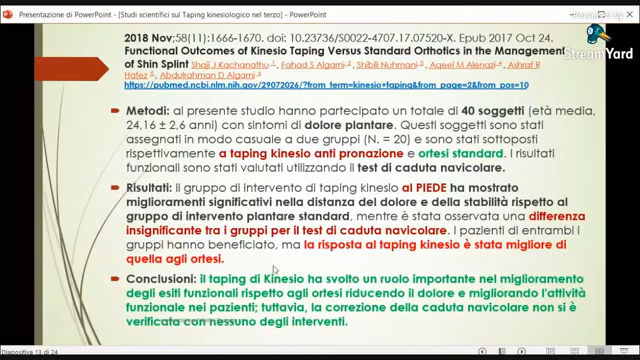 Presentazione di PowerPoint - [Studi scientifici sul Taping kinesiologico nel terzo] - PowerPoint
Powered by
StreamYard
2018 Nov;58(11):1666-1670. doi: 10.23736/S0022-4707.17.07520-X. Epub 2017 Oct 24.
Functional Outcomes of Kinesio Taping Versus Standard Orthotics in the Management
of Shin Splint Shaji J Kachanathu, Fahad S Algarni, Shibili Nuhmani, Aqeel M Alenazi, Ashraf R
Hafez, Abdulrahman D Algarni
https://pubmed.ncbi.nlm.nih.gov/29072026/?from_term=kinesio+taping&from_page=2&from_pos=10
Metodi: al presente studio hanno partecipato un totale di 40 soggetti (età media,
24,16 ± 2,6 anni) con sintomi di dolore plantare. Questi soggetti sono stati
assegnati in modo casuale a due gruppi (N. = 20) e sono stati sottoposti
rispettivamente a taping kinesio anti pronazione e ortesi standard. I risultati
funzionali sono stati valutati utilizzando il test di caduta navicolare.
Risultati: il gruppo di intervento di taping kinesio al PIEDE ha mostrato
miglioramenti significativi nella distanza del dolore e della stabilità rispetto al
gruppo di intervento plantare standard, mentre è stata osservata una differenza
insignificante tra i gruppi per il test di caduta navicolare. I pazienti di entrambi i
gruppi hanno beneficiato, ma la risposta al taping kinesio è stata migliore di
quella agli ortesi.
Conclusioni: il taping di Kinesio ha svolto un ruolo importante nel miglioramento
degli esiti funzionali rispetto agli ortesi riducendo il dolore e migliorando l'attività
funzionale nei pazienti; tuttavia, la correzione della caduta navicolare non si è
verificata con nessuno degli interventi.
Diapositiva 13 di 24